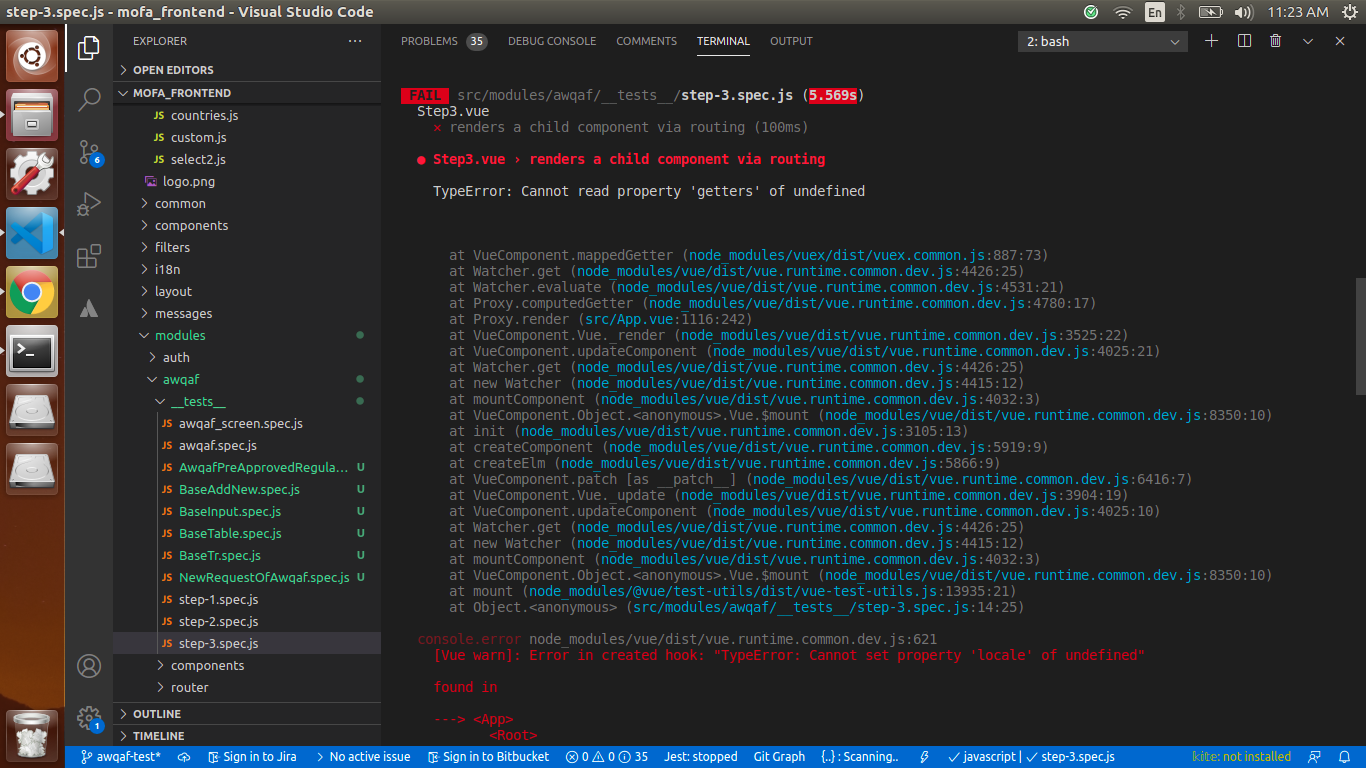 step-3.spec.js - mofa_frontend - Visual Studio Code
En
11:23 AM
EXPLORER
OPEN EDITORS
MOFA_FRONTEND
JS countries.js
JS custom.js
JS select2.js
logo.png
common
components
filters
i18n
layout
messages
modules
auth
awqaf
__tests__
JS awqaf_screen.spec.js
JS awqaf.spec.js
JS AwqafPreApprovedRegula... U
JS BaseAddNew.spec.js U
JS BaseInput.spec.js U
JS BaseTable.spec.js U
JS BaseTr.spec.js U
JS NewRequestOfAwqaf.spec.js U
JS step-1.spec.js
JS step-2.spec.js
JS step-3.spec.js
components
router
OUTLINE
TIMELINE
6
1
PROBLEMS 35 DEBUG CONSOLE COMMENTS TERMINAL OUTPUT 2: bash
FAIL src/modules/awqaf/__tests__/step-3.spec.js (5.569s)
Step3.vue
✕ renders a child component via routing (100ms)
● Step3.vue › renders a child component via routing
TypeError: Cannot read property 'getters' of undefined
at VueComponent.mappedGetter (node_modules/vuex/dist/vuex.common.js:887:73)
at Watcher.get (node_modules/vue/dist/vue.runtime.common.dev.js:4426:25)
at Watcher.evaluate (node_modules/vue/dist/vue.runtime.common.dev.js:4531:21)
at Proxy.computedGetter (node_modules/vue/dist/vue.runtime.common.dev.js:4780:17)
at Proxy.render (src/App.vue:1116:242)
at VueComponent.Vue._render (node_modules/vue/dist/vue.runtime.common.dev.js:3525:22)
at VueComponent.updateComponent (node_modules/vue/dist/vue.runtime.common.dev.js:4025:21)
at Watcher.get (node_modules/vue/dist/vue.runtime.common.dev.js:4426:25)
at new Watcher (node_modules/vue/dist/vue.runtime.common.dev.js:4415:12)
at mountComponent (node_modules/vue/dist/vue.runtime.common.dev.js:4032:3)
at VueComponent.Object.<anonymous>.Vue.$mount (node_modules/vue/dist/vue.runtime.common.dev.js:8350:10)
at init (node_modules/vue/dist/vue.runtime.common.dev.js:3105:13)
at createComponent (node_modules/vue/dist/vue.runtime.common.dev.js:5919:9)
at createElm (node_modules/vue/dist/vue.runtime.common.dev.js:5866:9)
at VueComponent.patch [as __patch__] (node_modules/vue/dist/vue.runtime.common.dev.js:6416:7)
at VueComponent.Vue._update (node_modules/vue/dist/vue.runtime.common.dev.js:3904:19)
at VueComponent.updateComponent (node_modules/vue/dist/vue.runtime.common.dev.js:4025:10)
at Watcher.get (node_modules/vue/dist/vue.runtime.common.dev.js:4426:25)
at new Watcher (node_modules/vue/dist/vue.runtime.common.dev.js:4415:12)
at mountComponent (node_modules/vue/dist/vue.runtime.common.dev.js:4032:3)
at VueComponent.Object.<anonymous>.Vue.$mount (node_modules/vue/dist/vue.runtime.common.dev.js:8350:10)
at mount (node_modules/@vue/test-utils/dist/vue-test-utils.js:13935:21)
at Object.<anonymous> (src/modules/awqaf/__tests__/step-3.spec.js:14:25)
console.error node_modules/vue/dist/vue.runtime.common.dev.js:621
[Vue warn]: Error in created hook: "TypeError: Cannot set property 'locale' of undefined"
found in
---> <App>
<Root>
awqaf-test* Sign in to Jira No active issue Sign in to Bitbucket 0 0 35 Jest: stopped Git Graph {..} : Scanning.. javascript | step-3.spec.js kite: not installed